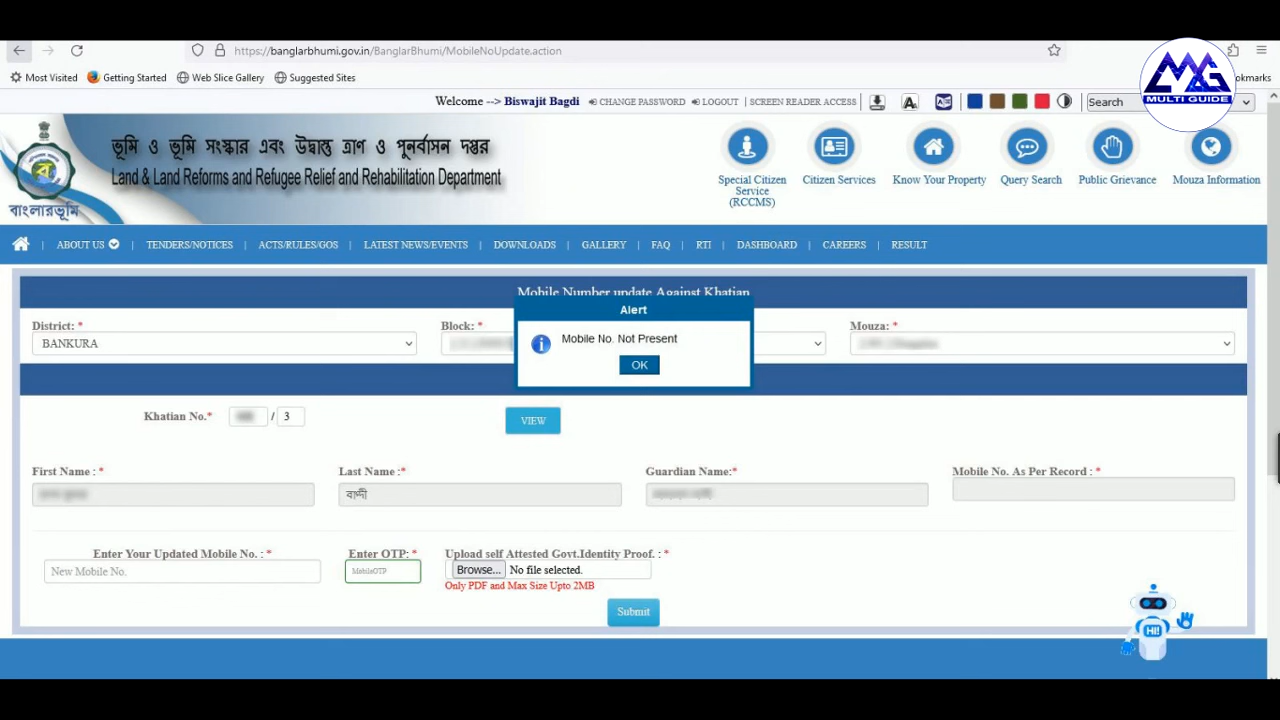 https://banglarbhumi.gov.in/BanglarBhumi/MobileNoUpdate.action
Most Visited Getting Started Web Slice Gallery Suggested Sites
okmarks
MULTI GUIDE
Welcome --> Biswajit Bagdi CHANGE PASSWORD LOGOUT | SCREEN READER ACCESS Search
ভূমি ও ভূমি সংস্কার এবং উদ্বাস্তু ত্রাণ ও পুনর্বাসন দপ্তর
Land & Land Reforms and Refugee Relief and Rehabilitation Department
বাংলারভূমি
Special Citizen Service (RCCMS) Citizen Services Know Your Property Query Search Public Grievance Mouza Information
ABOUT US | TENDERS/NOTICES | ACTS/RULES/GOS | LATEST NEWS/EVENTS | DOWNLOADS | GALLERY | FAQ | RTI | DASHBOARD | CAREERS | RESULT
Mobile Number update Against Khatian
Alert
Mobile No. Not Present
OK
District: * Block: * Mouza: *
BANKURA
Khatian No.* / 3 VIEW
First Name : * Last Name :* Guardian Name:* Mobile No. As Per Record : *
বাগ্দী
Enter Your Updated Mobile No. : * Enter OTP: * Upload self Attested Govt.Identity Proof. : *
New Mobile No. MobileOTP Browse... No file selected.
Only PDF and Max Size Upto 2MB
Submit
HI!